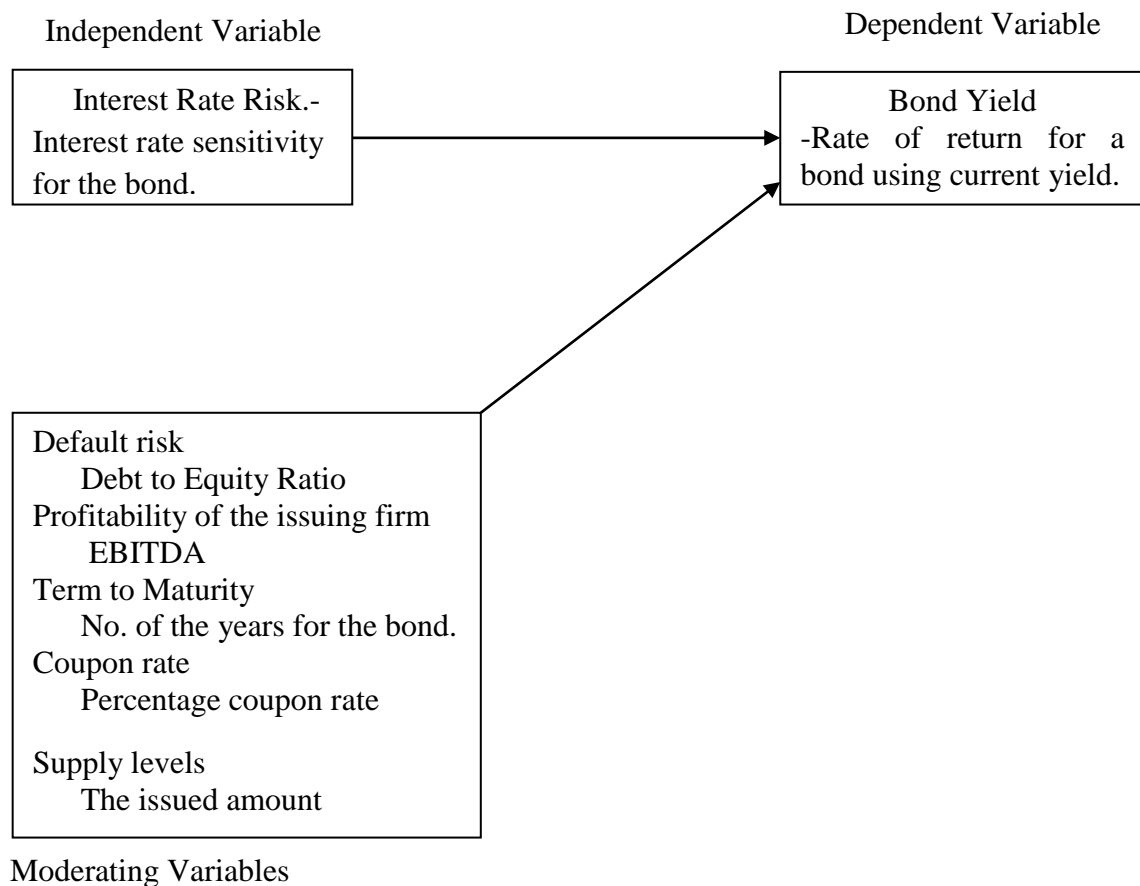 Independent Variable
Dependent Variable
Interest Rate Risk.-
Interest rate sensitivity
for the bond.
Bond Yield
-Rate of return for a
bond using current yield.
Default risk
Debt to Equity Ratio
Profitability of the issuing firm
EBITDA
Term to Maturity
No. of the years for the bond.
Coupon rate
Percentage coupon rate
Supply levels
The issued amount
Moderating Variables